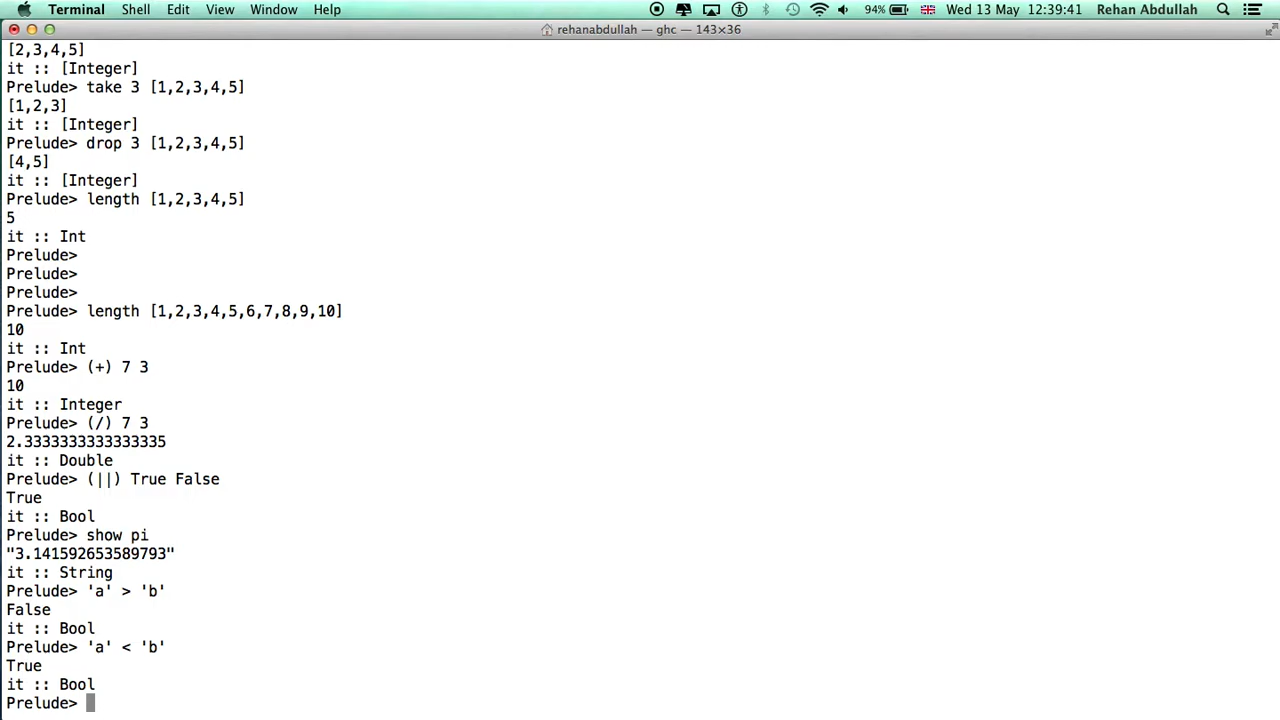 Terminal Shell Edit View Window Help 94% Wed 13 May 12:39:41 Rehan Abdullah
rehanabdullah — ghc — 143×36
[2,3,4,5]
it :: [Integer]
Prelude> take 3 [1,2,3,4,5]
[1,2,3]
it :: [Integer]
Prelude> drop 3 [1,2,3,4,5]
[4,5]
it :: [Integer]
Prelude> length [1,2,3,4,5]
5
it :: Int
Prelude>
Prelude>
Prelude>
Prelude> length [1,2,3,4,5,6,7,8,9,10]
10
it :: Int
Prelude> (+) 7 3
10
it :: Integer
Prelude> (/) 7 3
2.3333333333333335
it :: Double
Prelude> (||) True False
True
it :: Bool
Prelude> show pi
"3.141592653589793"
it :: String
Prelude> 'a' > 'b'
False
it :: Bool
Prelude> 'a' < 'b'
True
it :: Bool
Prelude>